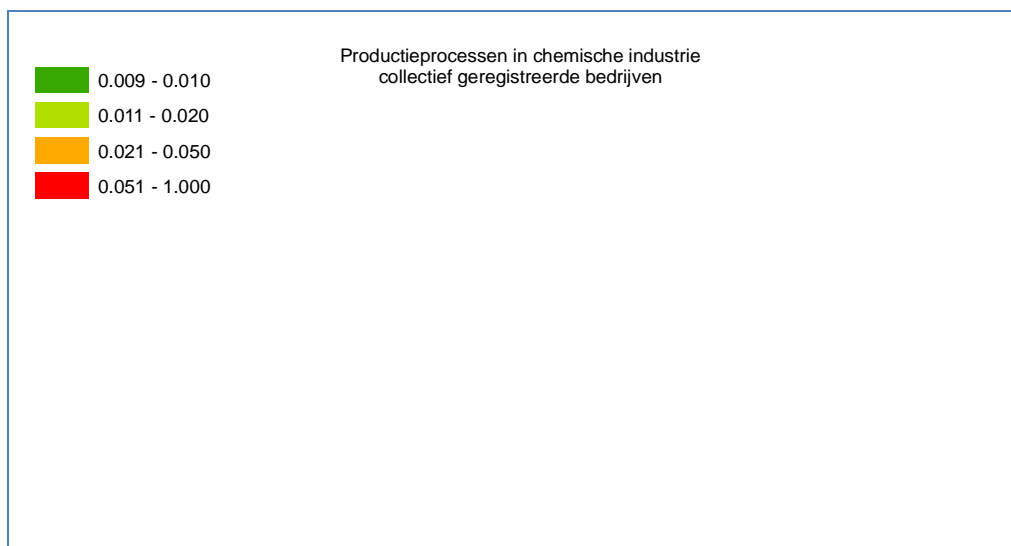 Productieprocessen in chemische industrie
collectief geregistreerde bedrijven
0.009 - 0.010
0.011 - 0.020
0.021 - 0.050
0.051 - 1.000